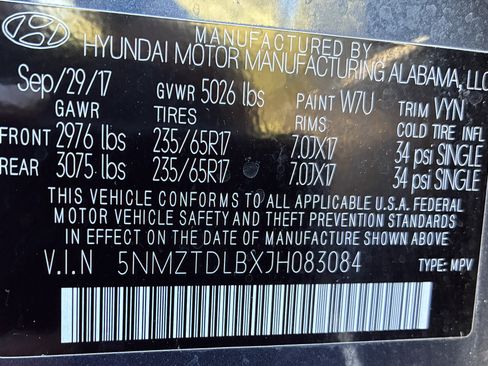 MANUFACTURED BY
HYUNDAI MOTOR MANUFACTURING ALABAMA, LLC
Sep/29/17 GVWR 5026 lbs PAINT W7U TRIM VYN
GAWR TIRES RIMS COLD TIRE INFL
FRONT 2976 lbs 235/65R17 7.0JX17 34 psi SINGLE
REAR 3075 lbs 235/65R17 7.0JX17 34 psi SINGLE
THIS VEHICLE CONFORMS TO ALL APPLICABLE U.S.A. FEDERAL
MOTOR VEHICLE SAFETY AND THEFT PREVENTION STANDARDS
IN EFFECT ON THE DATE OF MANUFACTURE SHOWN ABOVE
V.I.N 5NMZTDLBXJH083084 TYPE: MPV